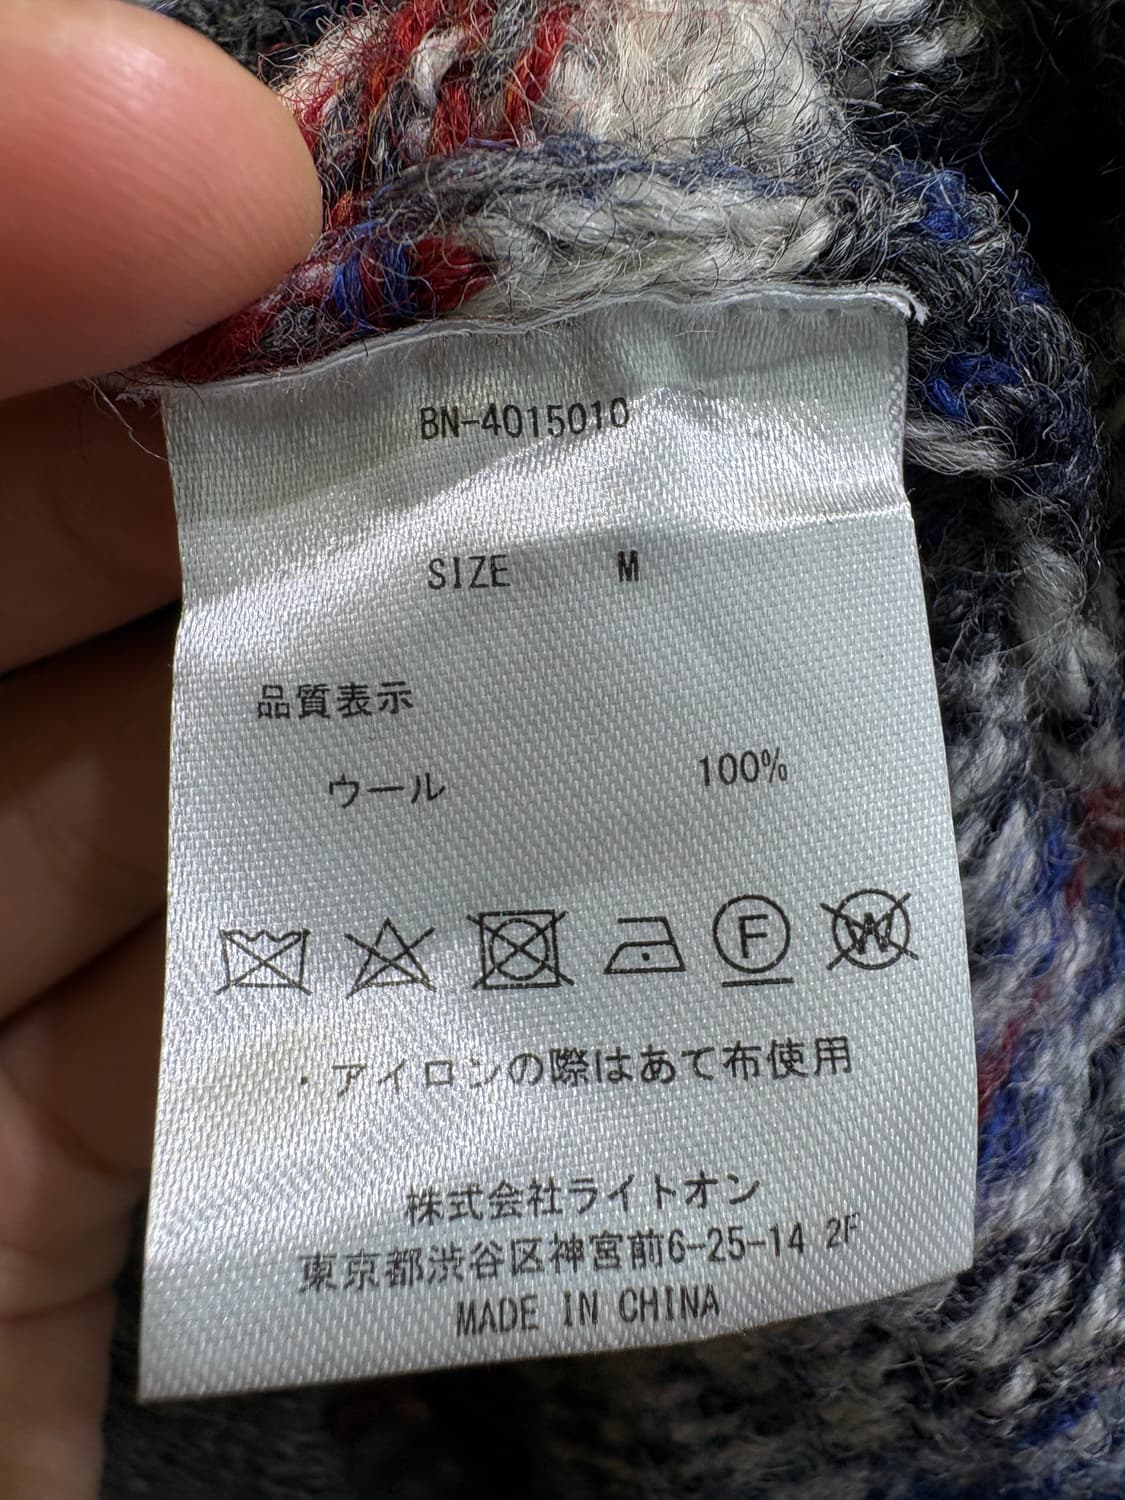 BN-4015010
SIZE M
品質表示
ウール 100%
F W
・アイロンの際はあて布使用
株式会社ライトオン
東京都渋谷区神宮前6-25-14 2F
MADE IN CHINA